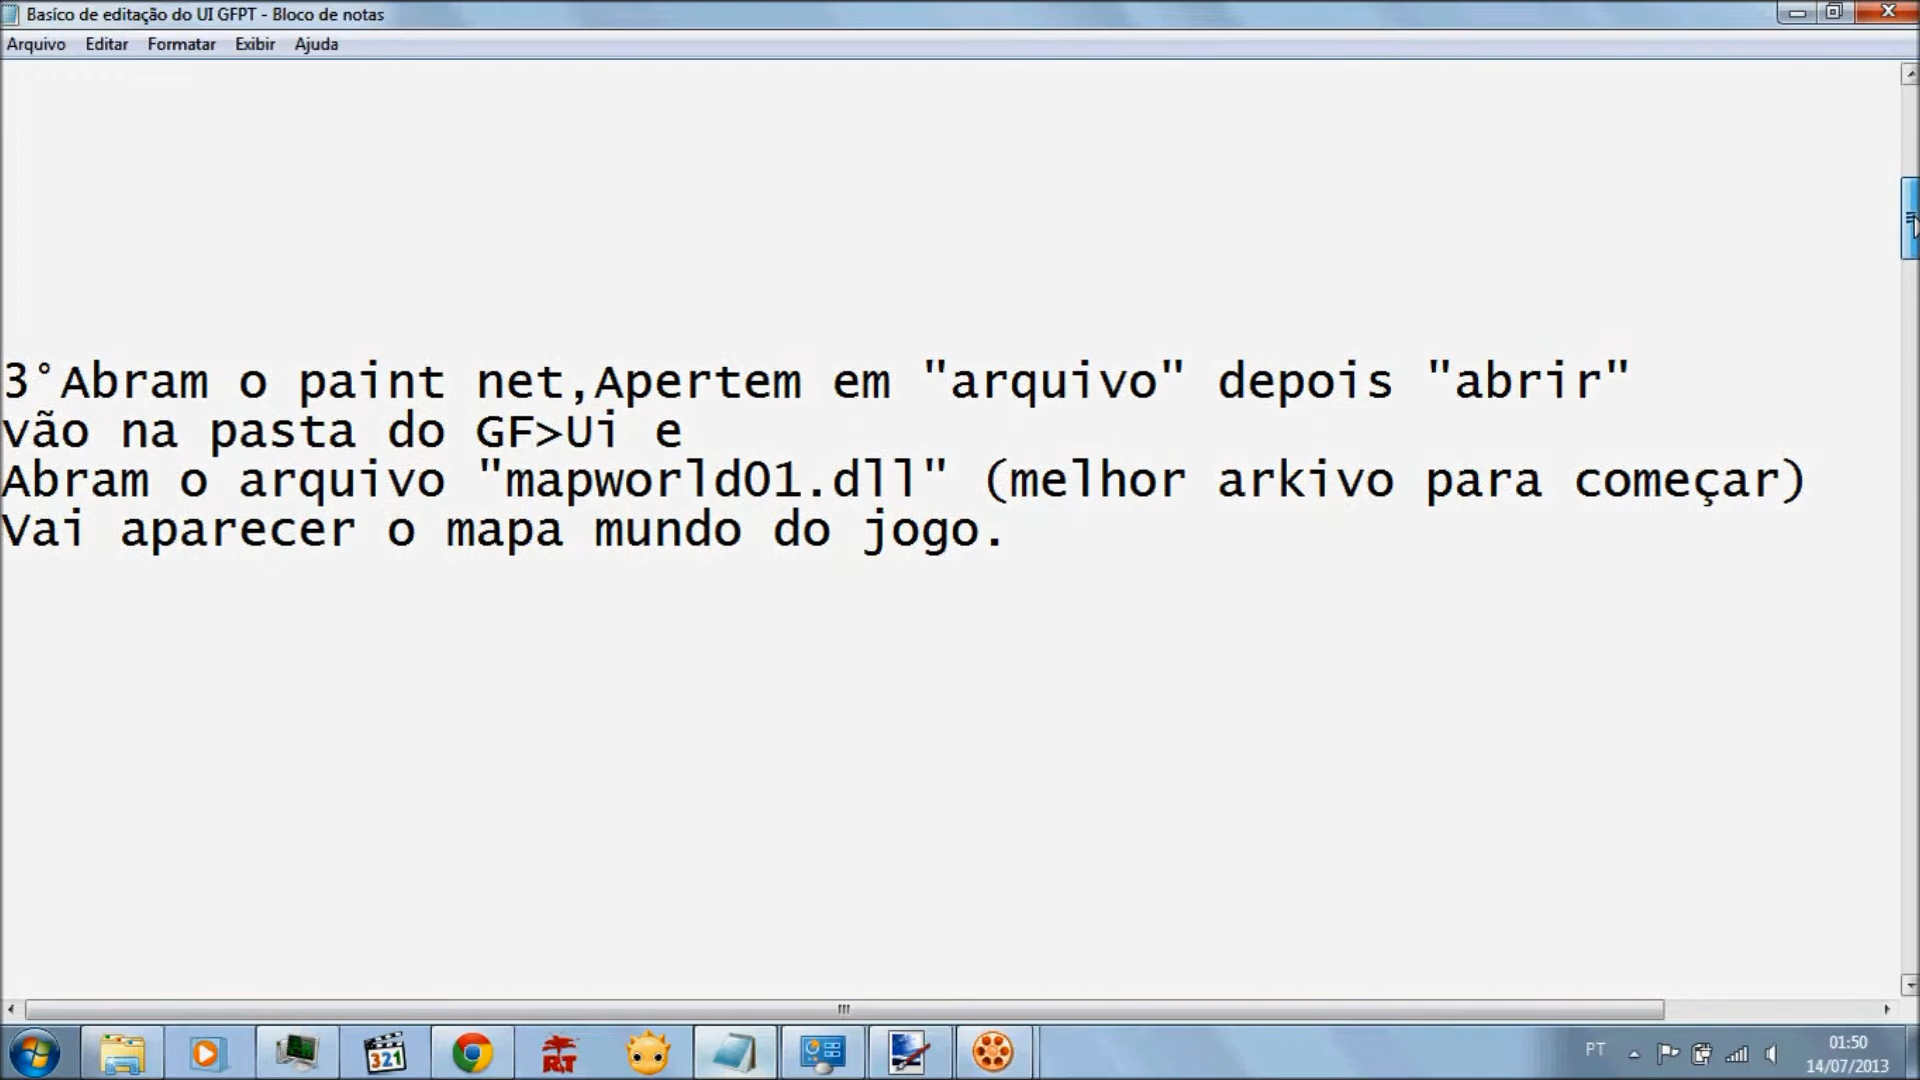 Basíco de editação do UI GFPT - Bloco de notas
Arquivo Editar Formatar Exibir Ajuda
3°Abram o paint net,Apertem em "arquivo" depois "abrir"
vão na pasta do GF>Ui e
Abram o arquivo "mapworld01.dll" (melhor arkivo para começar)
Vai aparecer o mapa mundo do jogo.
321
RT
PT
01:50
14/07/2013